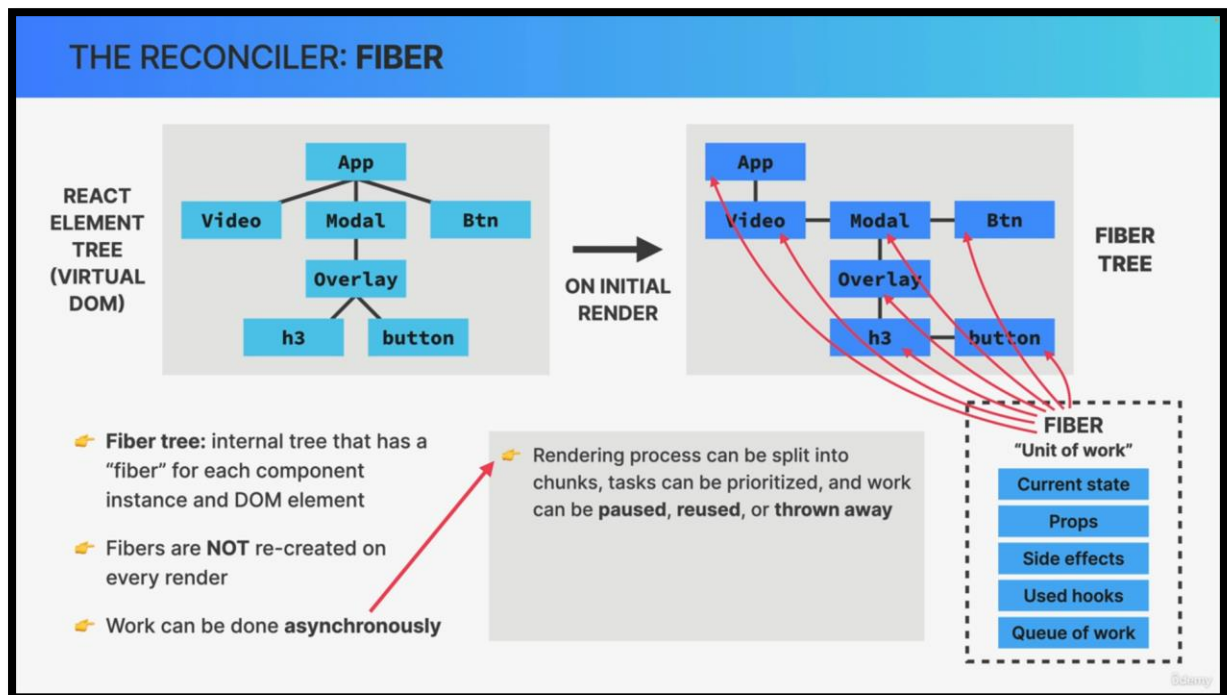 THE RECONCILER: FIBER
REACT
ELEMENT
TREE
(VIRTUAL
DOM)
App
Video
Modal
Btn
Overlay
h3
button
ON INITIAL
RENDER
App
Video
Modal
Btn
Overlay
h3
button
FIBER
TREE
Fiber tree: internal tree that has a
“fiber” for each component
instance and DOM element
Fibers are NOT re-created on
every render
Work can be done asynchronously
Rendering process can be split into
chunks, tasks can be prioritized, and work
can be paused, reused, or thrown away
FIBER
“Unit of work”
Current state
Props
Side effects
Used hooks
Queue of work
Udemy